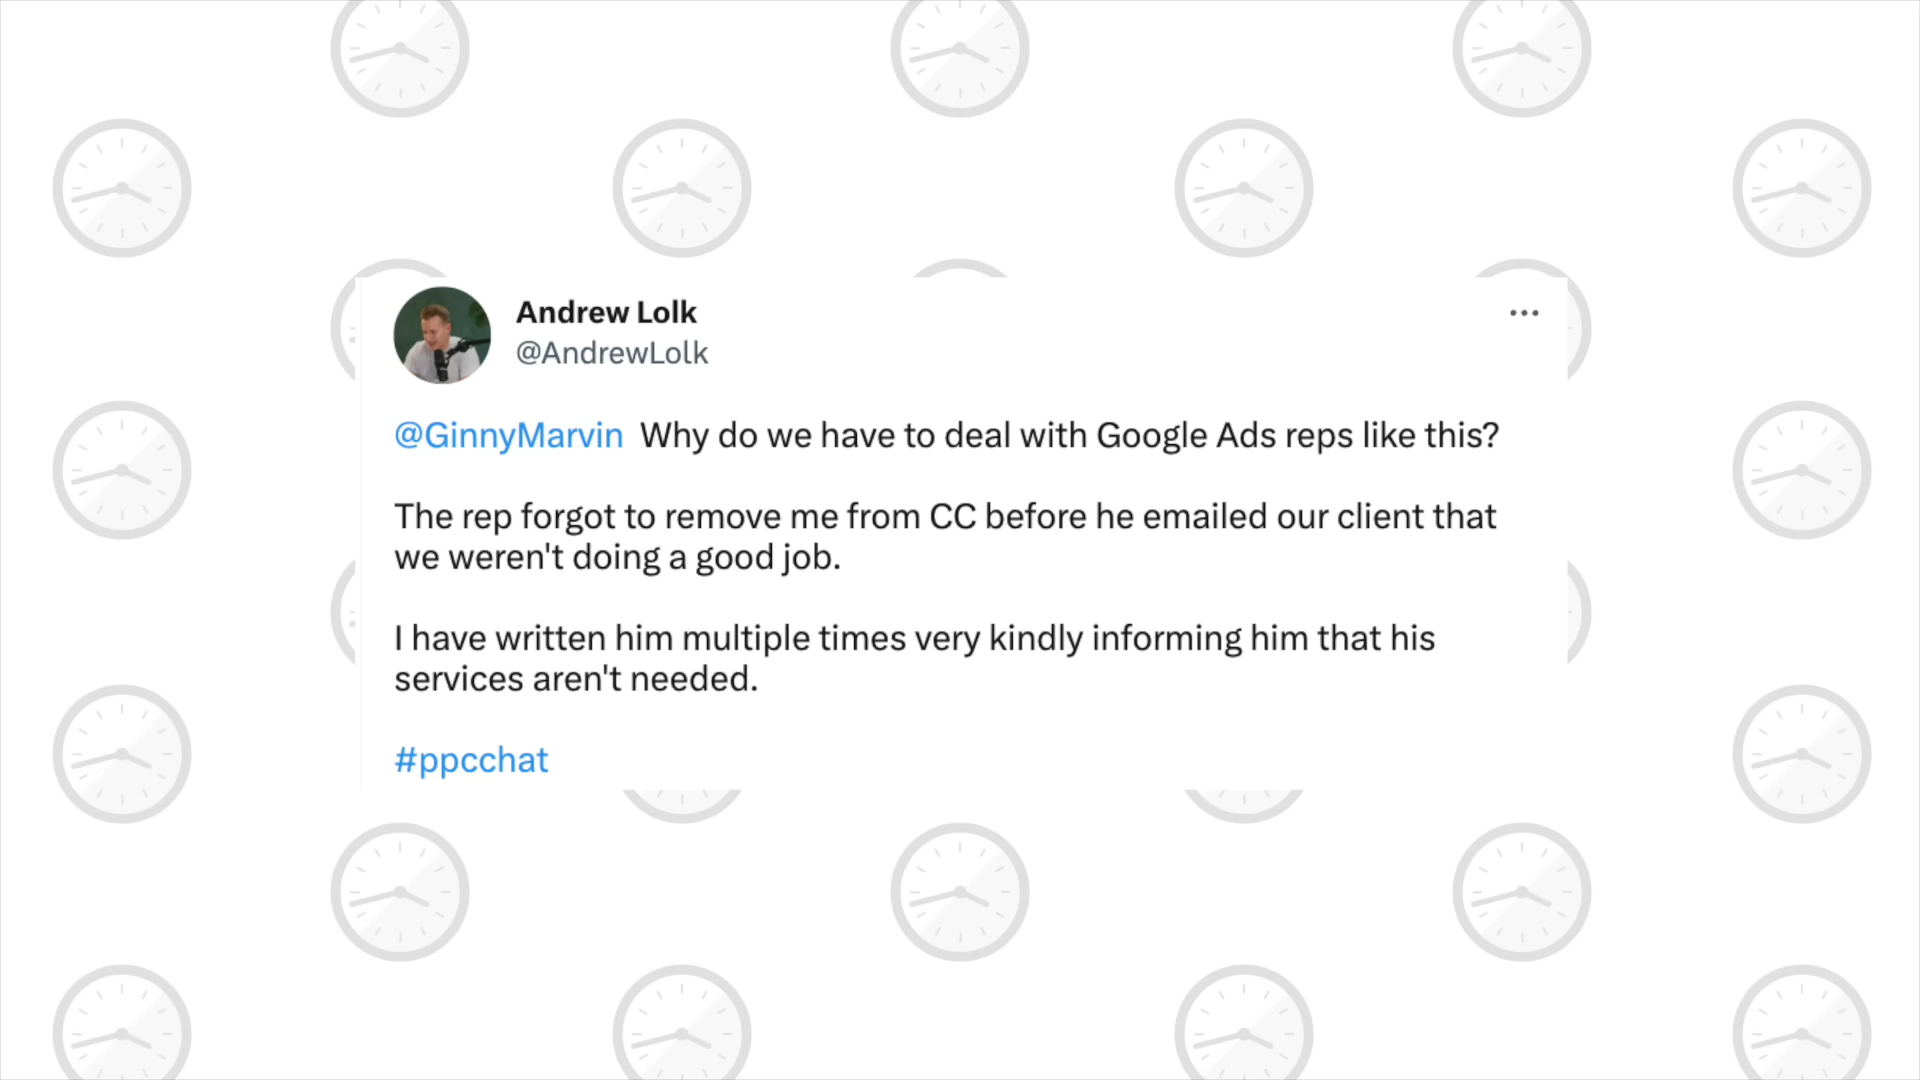 Andrew Lolk
@AndrewLolk
@GinnyMarvin Why do we have to deal with Google Ads reps like this?
The rep forgot to remove me from CC before he emailed our client that
we weren't doing a good job.
I have written him multiple times very kindly informing him that his
services aren't needed.
#ppcchat